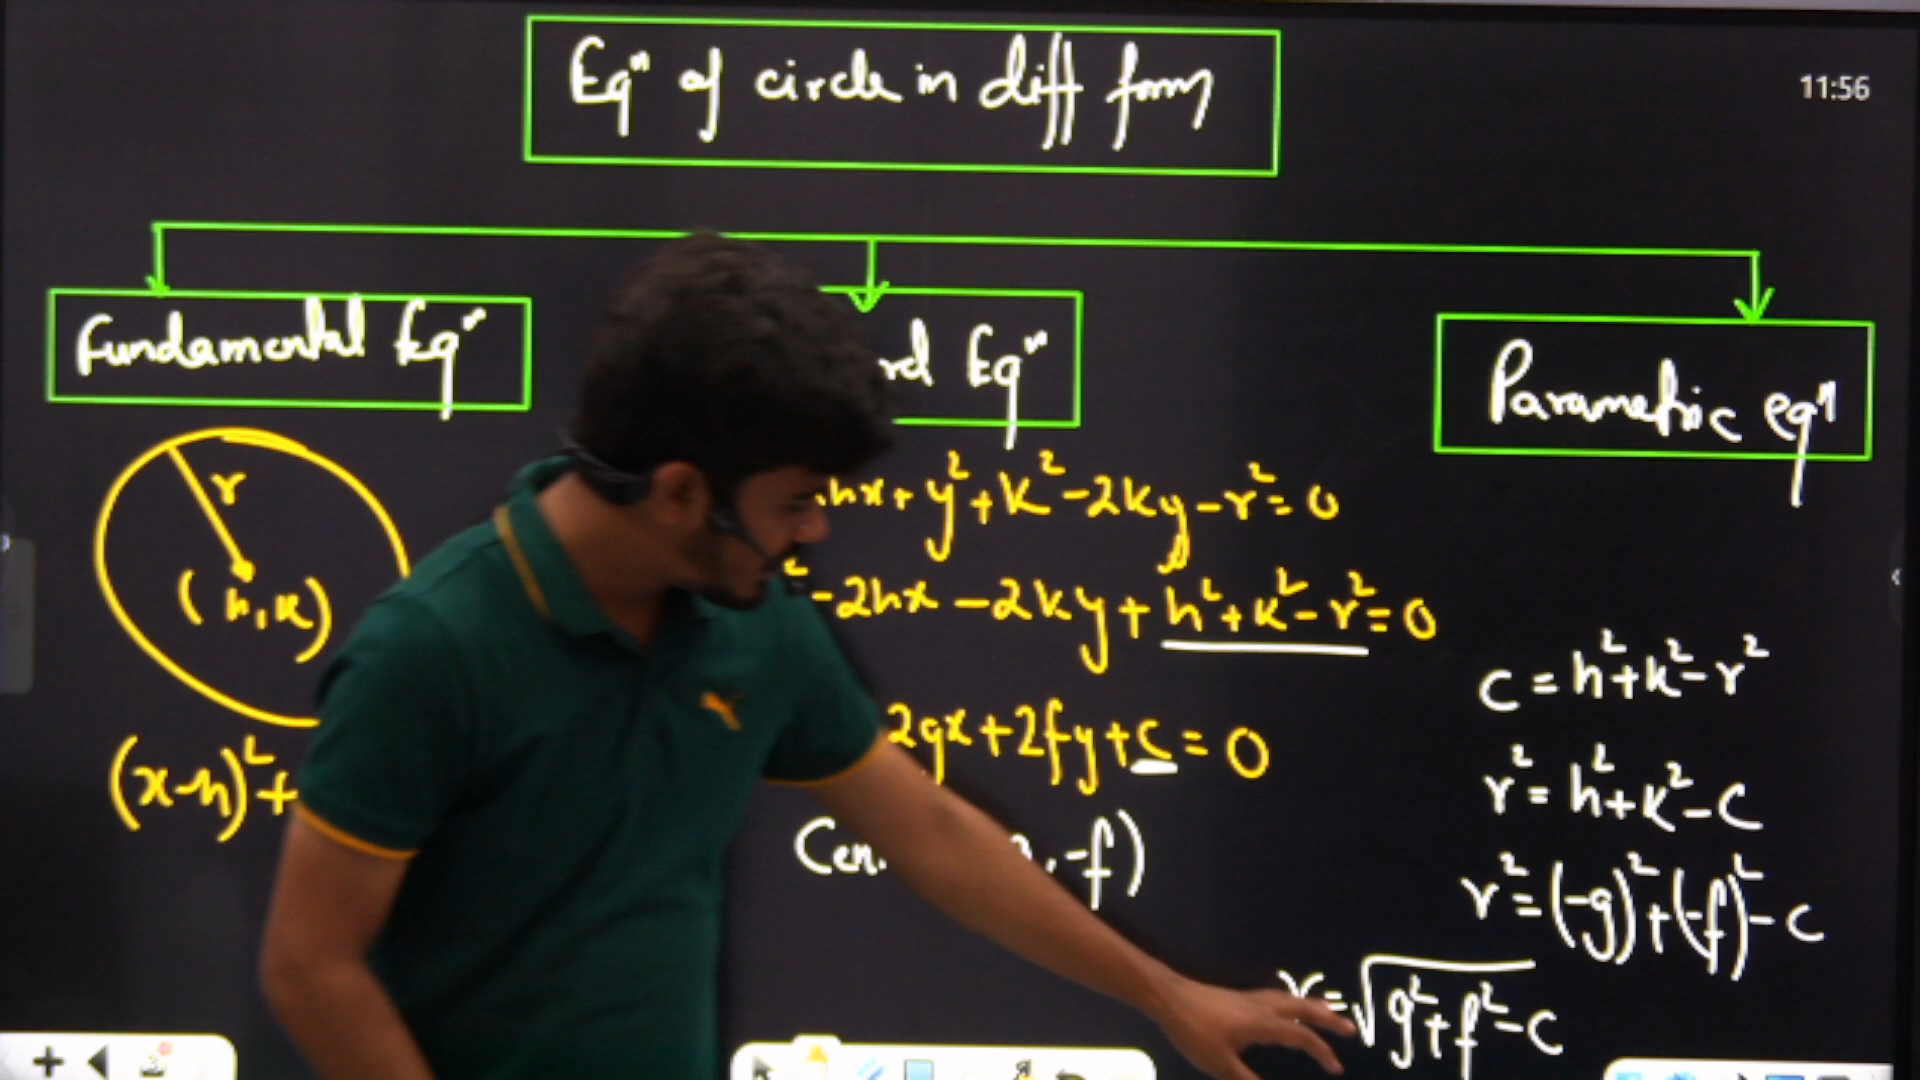 Eqⁿ of circle in diff form
11:56
Fundamental Eqⁿ
rd Eqⁿ
Parametric eqⁿ
r
(h,k)
(x-h)²+
hx+y²+k²-2ky-r²=0
²-2hx-2ky+h²+k²-r²=0
2gx+2fy+c=0
Cen. ,-f)
c=h²+k²-r²
r²=h²+k²-c
r²=(-g)²+(-f)²-c
r=√g²+f²-c